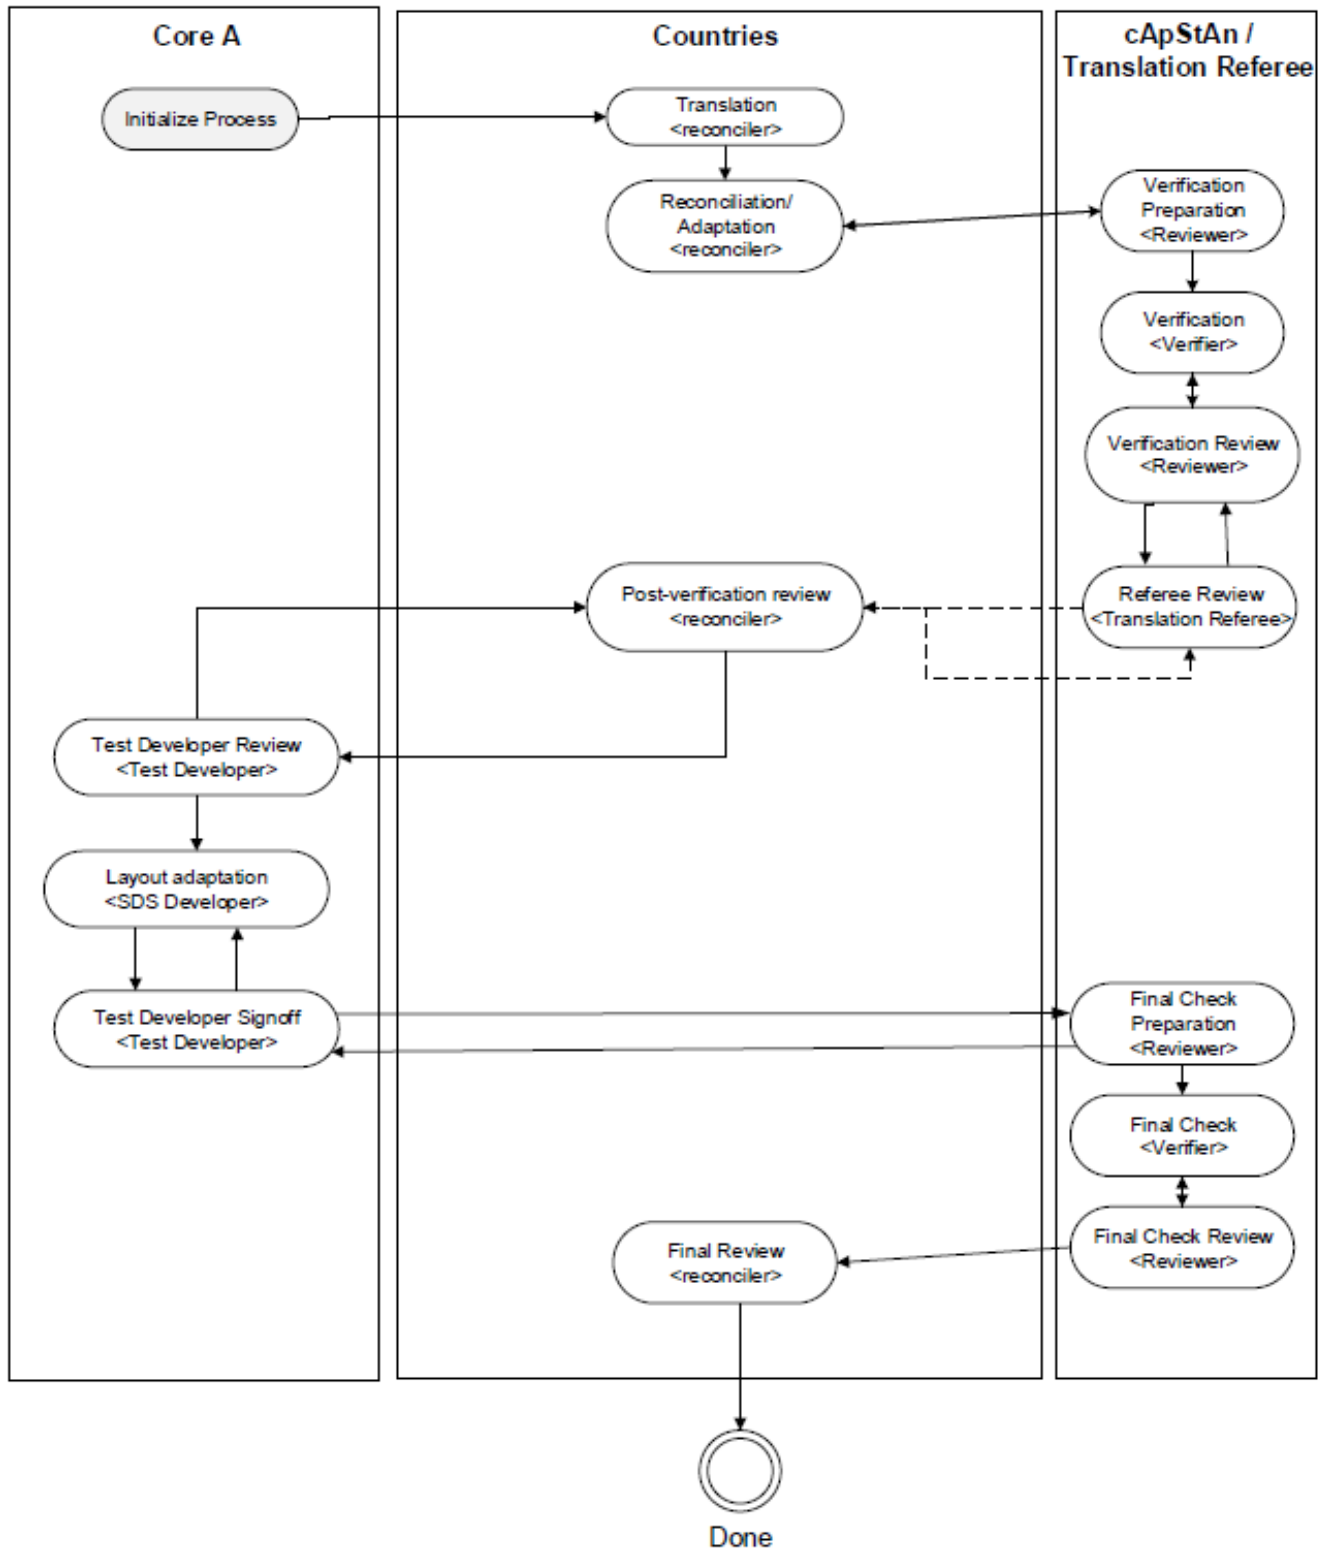 Core A
Countries
cApStAn /
Translation Referee
Initialize Process
Translation
<reconciler>
Reconciliation/
Adaptation
<reconciler>
Verification
Preparation
<Reviewer>
Verification
<Verifier>
Verification Review
<Reviewer>
Post-verification review
<reconciler>
Referee Review
<Translation Referee>
Test Developer Review
<Test Developer>
Layout adaptation
<SDS Developer>
Test Developer Signoff
<Test Developer>
Final Check
Preparation
<Reviewer>
Final Check
<Verifier>
Final Check Review
<Reviewer>
Final Review
<reconciler>
Done